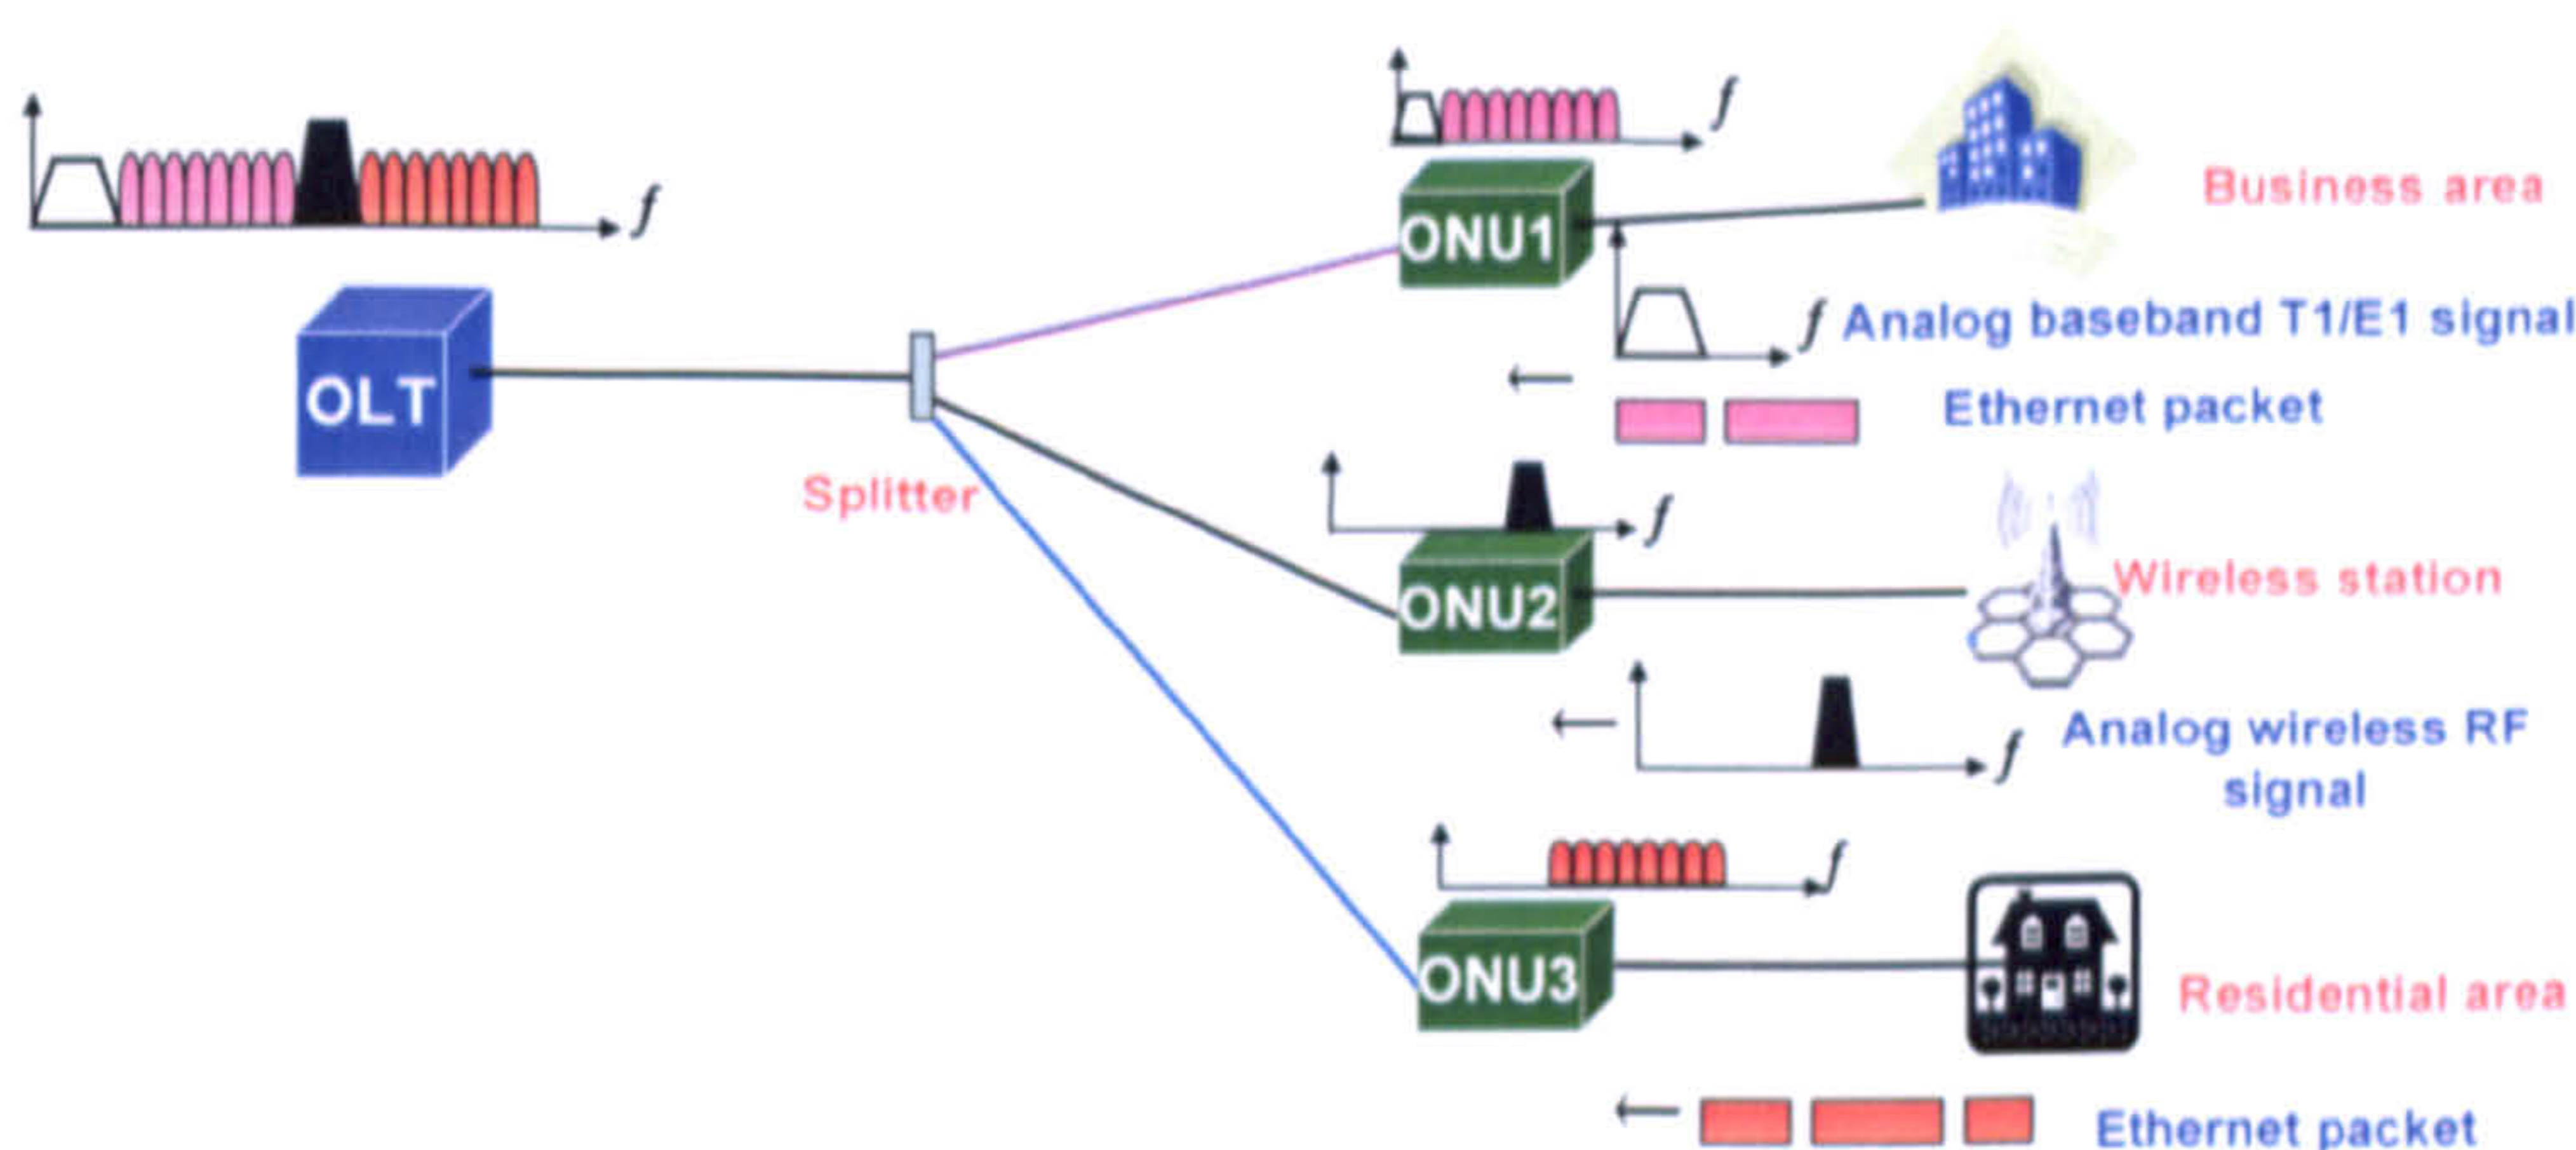 f
f
Business area
ONU1
f Analog baseband T1/E1 signal
OLT
Ethernet packet
Splitter
f
ONU2
Wireless station
f
Analog wireless RF
signal
f
ONU3
Residential area
Ethernet packet